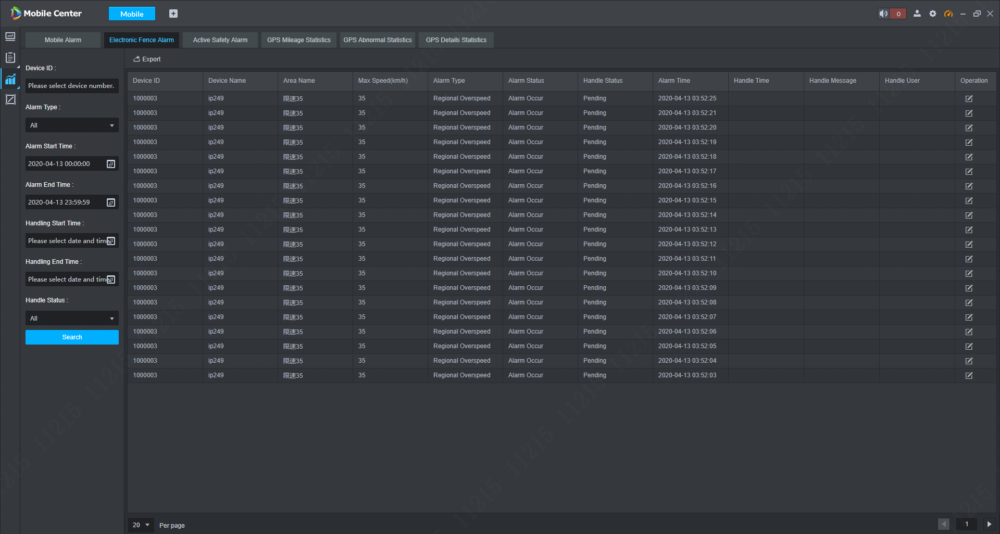 Mobile Center
Mobile
0
Mobile Alarm
Electronic Fence Alarm
Active Safety Alarm
GPS Mileage Statistics
GPS Abnormal Statistics
GPS Details Statistics
Device ID :
Please select device number.
Alarm Type :
All
Alarm Start Time :
2020-04-13 00:00:00
Alarm End Time :
2020-04-13 23:59:59
Handling Start Time :
Please select date and time
Handling End Time :
Please select date and time
Handle Status :
All
Search
Export
Device ID Device Name Area Name Max Speed(km/h) Alarm Type Alarm Status Handle Status Alarm Time Handle Time Handle Message Handle User Operation
1000003 ip249 限速35 35 Regional Overspeed Alarm Occur Pending 2020-04-13 03:52:25
1000003 ip249 限速35 35 Regional Overspeed Alarm Occur Pending 2020-04-13 03:52:21
1000003 ip249 限速35 35 Regional Overspeed Alarm Occur Pending 2020-04-13 03:52:20
1000003 ip249 限速35 35 Regional Overspeed Alarm Occur Pending 2020-04-13 03:52:19
1000003 ip249 限速35 35 Regional Overspeed Alarm Occur Pending 2020-04-13 03:52:18
1000003 ip249 限速35 35 Regional Overspeed Alarm Occur Pending 2020-04-13 03:52:17
1000003 ip249 限速35 35 Regional Overspeed Alarm Occur Pending 2020-04-13 03:52:16
1000003 ip249 限速35 35 Regional Overspeed Alarm Occur Pending 2020-04-13 03:52:15
1000003 ip249 限速35 35 Regional Overspeed Alarm Occur Pending 2020-04-13 03:52:14
1000003 ip249 限速35 35 Regional Overspeed Alarm Occur Pending 2020-04-13 03:52:13
1000003 ip249 限速35 35 Regional Overspeed Alarm Occur Pending 2020-04-13 03:52:12
1000003 ip249 限速35 35 Regional Overspeed Alarm Occur Pending 2020-04-13 03:52:11
1000003 ip249 限速35 35 Regional Overspeed Alarm Occur Pending 2020-04-13 03:52:10
1000003 ip249 限速35 35 Regional Overspeed Alarm Occur Pending 2020-04-13 03:52:09
1000003 ip249 限速35 35 Regional Overspeed Alarm Occur Pending 2020-04-13 03:52:08
1000003 ip249 限速35 35 Regional Overspeed Alarm Occur Pending 2020-04-13 03:52:07
1000003 ip249 限速35 35 Regional Overspeed Alarm Occur Pending 2020-04-13 03:52:06
1000003 ip249 限速35 35 Regional Overspeed Alarm Occur Pending 2020-04-13 03:52:05
1000003 ip249 限速35 35 Regional Overspeed Alarm Occur Pending 2020-04-13 03:52:04
1000003 ip249 限速35 35 Regional Overspeed Alarm Occur Pending 2020-04-13 03:52:03
20 Per page
1